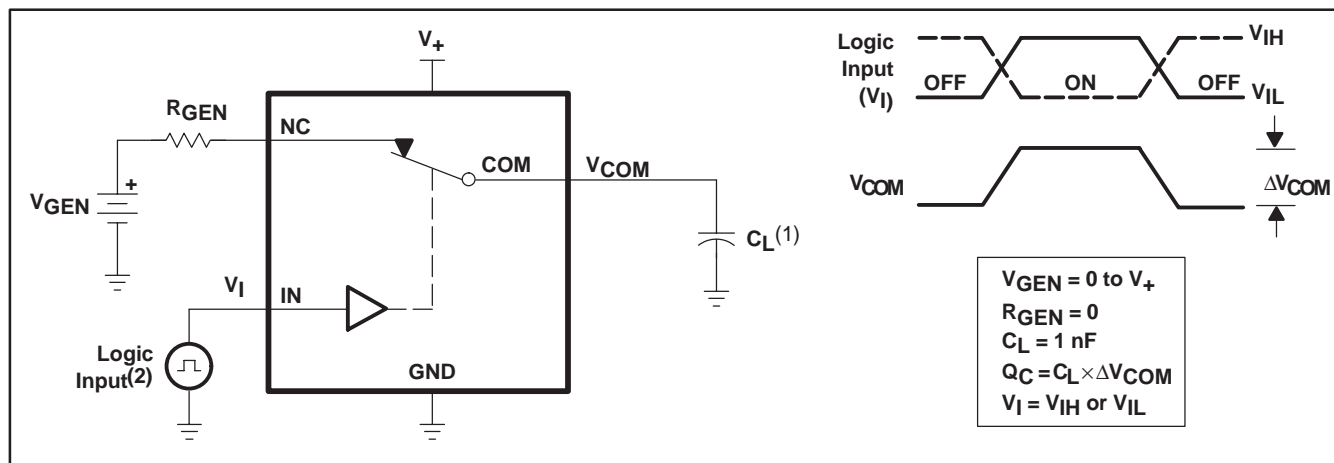 V+
RGEN
NC
COM
VCOM
+
VGEN
CL(1)
VI
IN
Logic
Input(2)
GND
Logic
Input
(VI)
OFF
ON
OFF
VIH
VIL
VCOM
ΔVCOM
VGEN = 0 to V+
RGEN = 0
CL = 1 nF
QC = CL × ΔVCOM
VI = VIH or VIL